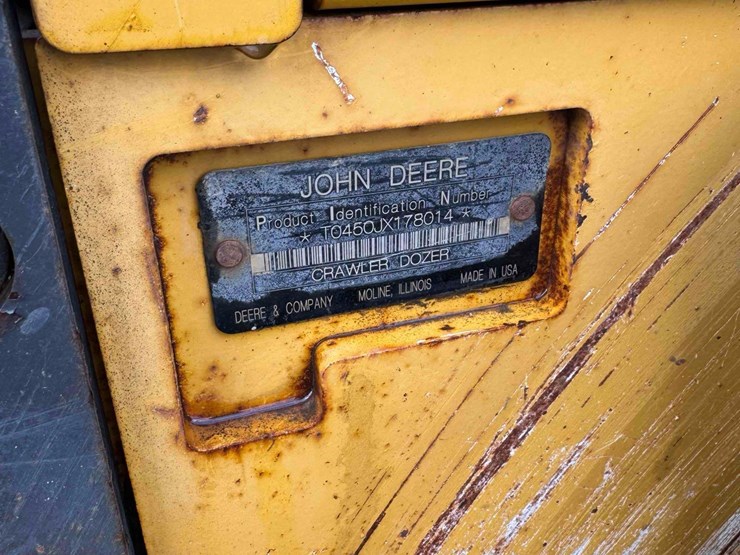 JOHN DEERE
Product Identification Number
* T0450JX178014 *
CRAWLER DOZER
DEERE & COMPANY MOLINE, ILLINOIS MADE IN USA